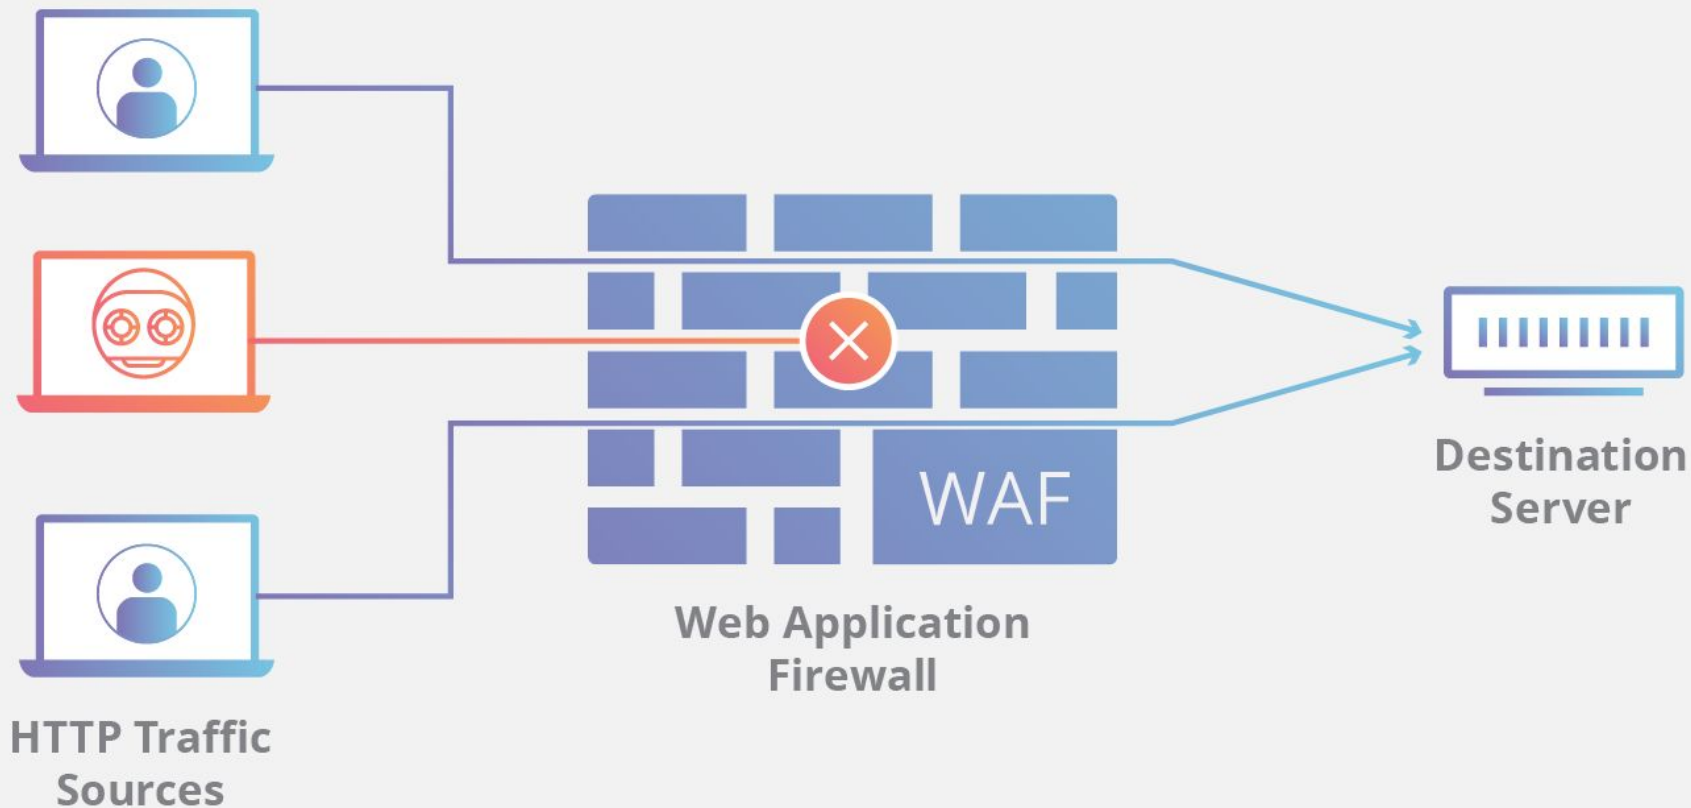 WAF
Web Application
Firewall
Destination
Server
HTTP Traffic
Sources